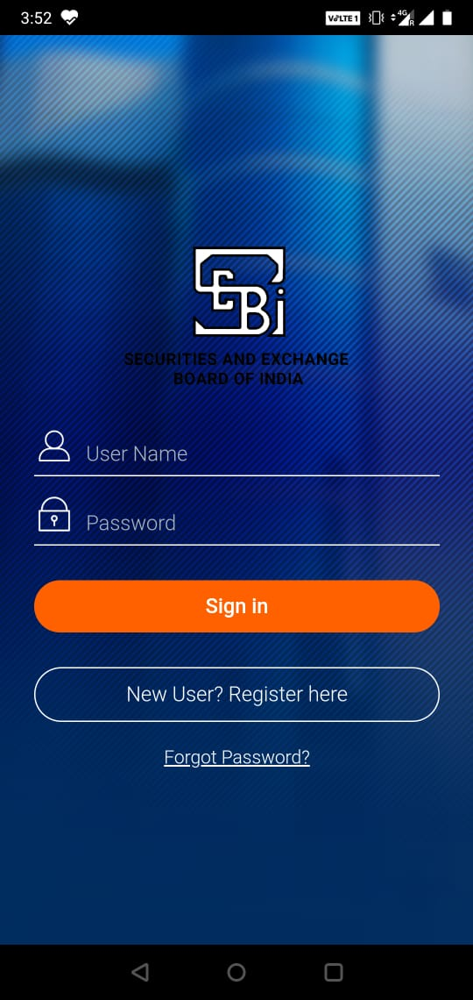 3:52
VoLTE 1
4G
R
SEBi
SECURITIES AND EXCHANGE
BOARD OF INDIA
User Name
Password
Sign in
New User? Register here
Forgot Password?